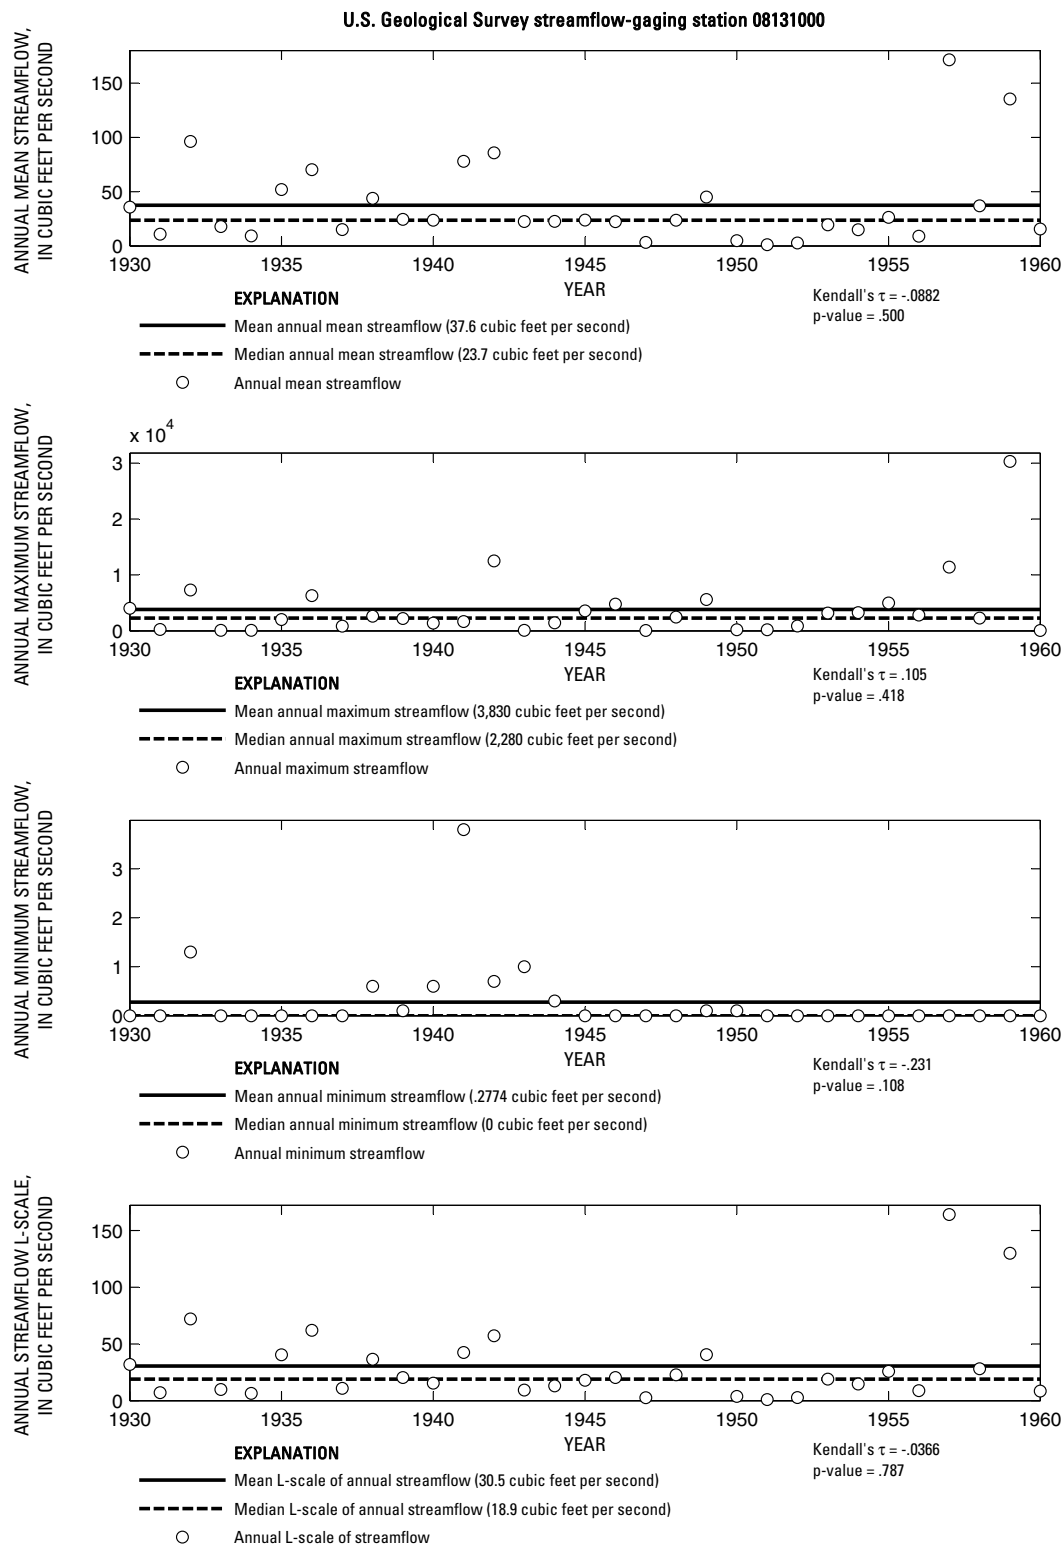 U.S. Geological Survey streamflow-gaging station 08131000
ANNUAL MEAN STREAMFLOW,
IN CUBIC FEET PER SECOND
150
100
50
0
1930 1935 1940 1945 1950 1955 1960
YEAR
EXPLANATION
Mean annual mean streamflow (37.6 cubic feet per second)
Median annual mean streamflow (23.7 cubic feet per second)
Annual mean streamflow
Kendall's τ = -.0882
p-value = .500
ANNUAL MAXIMUM STREAMFLOW,
IN CUBIC FEET PER SECOND
x 10^4
3
2
1
0
1930 1935 1940 1945 1950 1955 1960
YEAR
EXPLANATION
Mean annual maximum streamflow (3,830 cubic feet per second)
Median annual maximum streamflow (2,280 cubic feet per second)
Annual maximum streamflow
Kendall's τ = .105
p-value = .418
ANNUAL MINIMUM STREAMFLOW,
IN CUBIC FEET PER SECOND
3
2
1
0
1930 1935 1940 1945 1950 1955 1960
YEAR
EXPLANATION
Mean annual minimum streamflow (.2774 cubic feet per second)
Median annual minimum streamflow (0 cubic feet per second)
Annual minimum streamflow
Kendall's τ = -.231
p-value = .108
ANNUAL STREAMFLOW L-SCALE,
IN CUBIC FEET PER SECOND
150
100
50
0
1930 1935 1940 1945 1950 1955 1960
YEAR
EXPLANATION
Mean L-scale of annual streamflow (30.5 cubic feet per second)
Median L-scale of annual streamflow (18.9 cubic feet per second)
Annual L-scale of streamflow
Kendall's τ = -.0366
p-value = .787